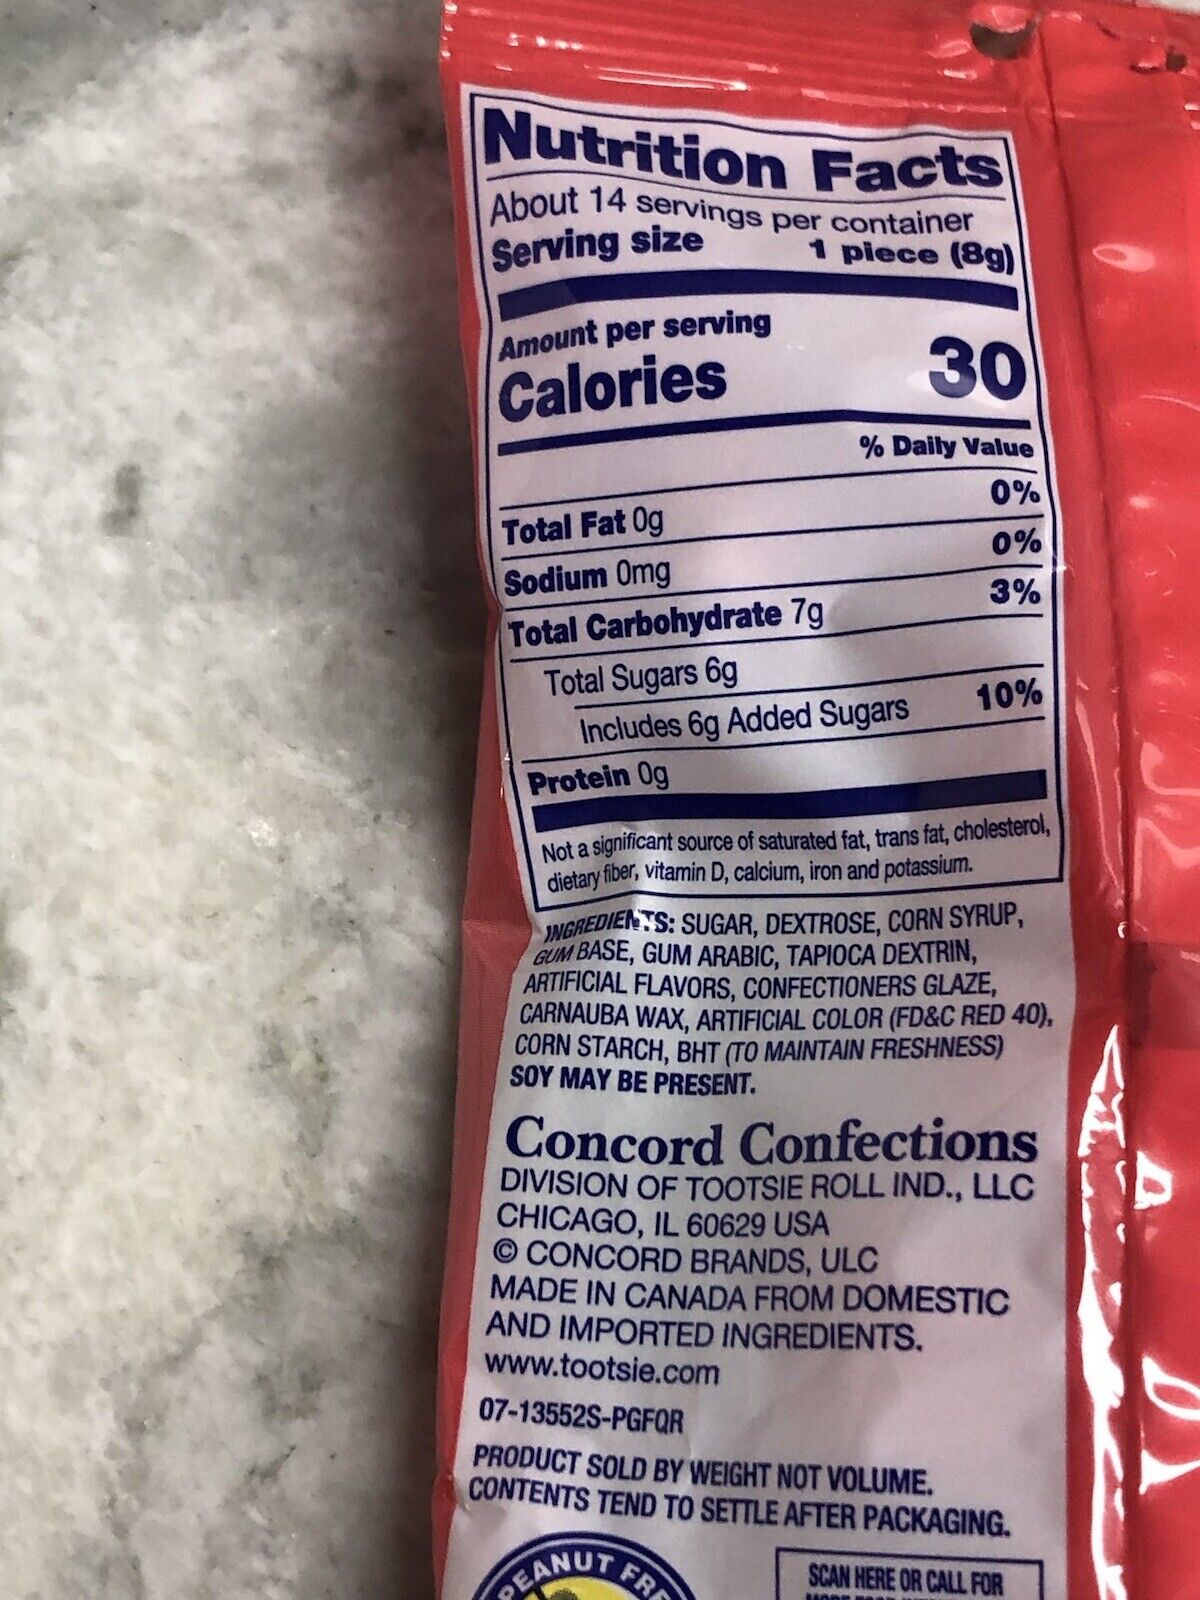 Nutrition Facts
About 14 servings per container
Serving size 1 piece (8g)
Amount per serving
Calories 30
% Daily Value
Total Fat 0g 0%
Sodium 0mg 0%
Total Carbohydrate 7g 3%
Total Sugars 6g
Includes 6g Added Sugars 10%
Protein 0g
Not a significant source of saturated fat, trans fat, cholesterol,
dietary fiber, vitamin D, calcium, iron and potassium.
INGREDIENTS: SUGAR, DEXTROSE, CORN SYRUP,
GUM BASE, GUM ARABIC, TAPIOCA DEXTRIN,
ARTIFICIAL FLAVORS, CONFECTIONERS GLAZE,
CARNAUBA WAX, ARTIFICIAL COLOR (FD&C RED 40),
CORN STARCH, BHT (TO MAINTAIN FRESHNESS)
SOY MAY BE PRESENT.
Concord Confections
DIVISION OF TOOTSIE ROLL IND., LLC
CHICAGO, IL 60629 USA
© CONCORD BRANDS, ULC
MADE IN CANADA FROM DOMESTIC
AND IMPORTED INGREDIENTS.
www.tootsie.com
07-13552S-PGFQR
PRODUCT SOLD BY WEIGHT NOT VOLUME.
CONTENTS TEND TO SETTLE AFTER PACKAGING.
PEANUT FRE
SCAN HERE OR CALL FOR